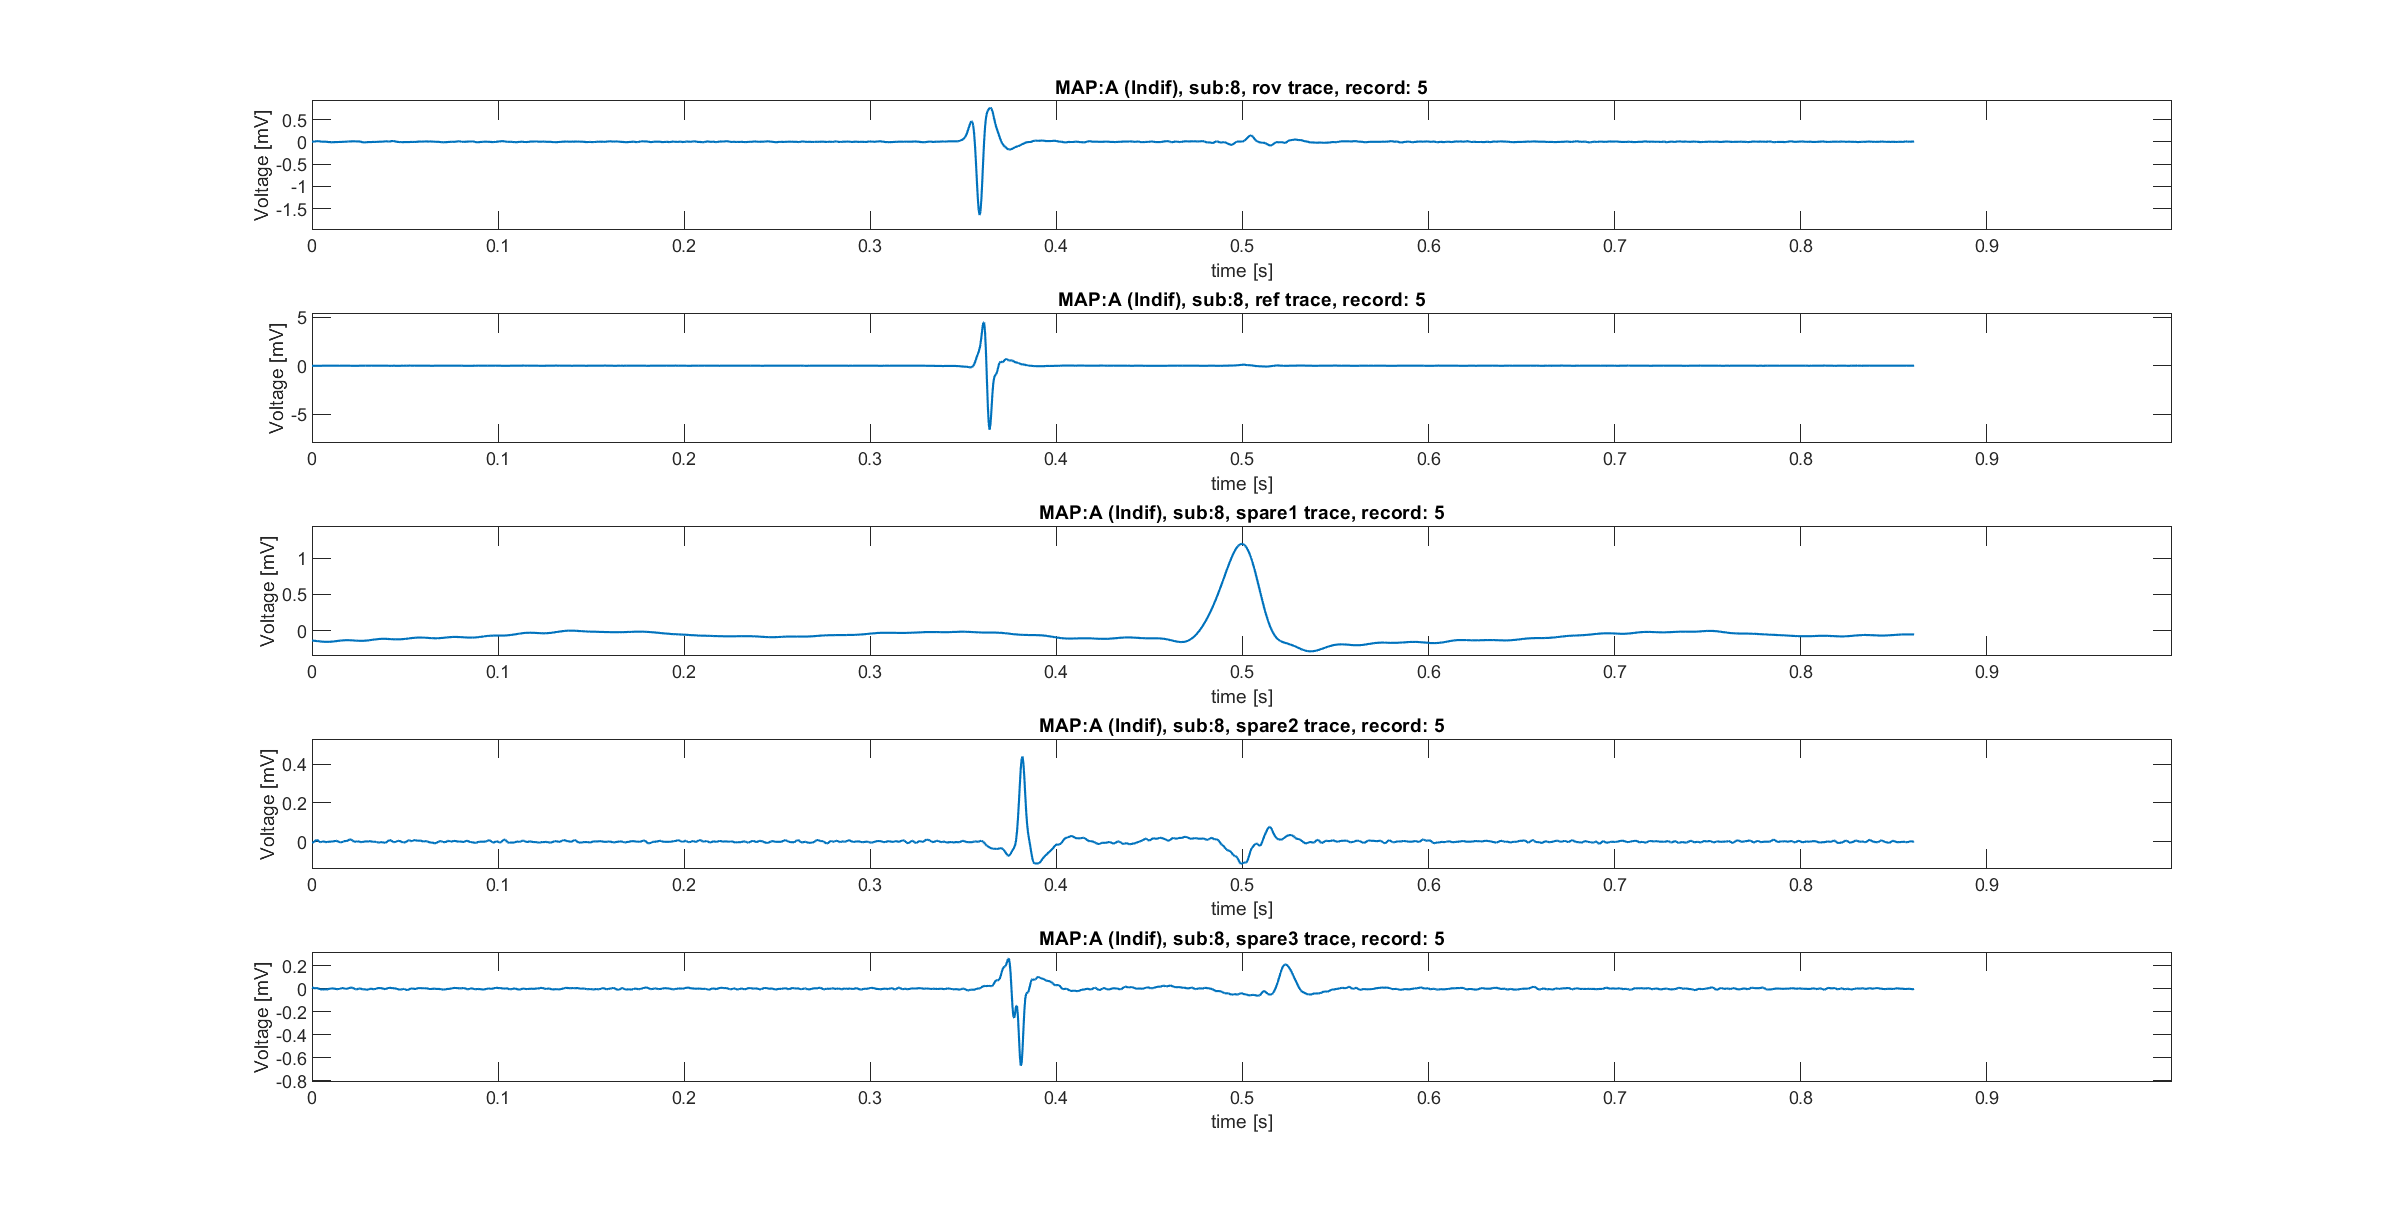 MAP:A (Indif), sub:8, rov trace, record: 5
Voltage [mV]
0.5
0
-0.5
-1
-1.5
0 0.1 0.2 0.3 0.4 0.5 0.6 0.7 0.8 0.9
time [s]
MAP:A (Indif), sub:8, ref trace, record: 5
Voltage [mV]
5
0
-5
0 0.1 0.2 0.3 0.4 0.5 0.6 0.7 0.8 0.9
time [s]
MAP:A (Indif), sub:8, spare1 trace, record: 5
Voltage [mV]
1
0.5
0
0 0.1 0.2 0.3 0.4 0.5 0.6 0.7 0.8 0.9
time [s]
MAP:A (Indif), sub:8, spare2 trace, record: 5
Voltage [mV]
0.4
0.2
0
0 0.1 0.2 0.3 0.4 0.5 0.6 0.7 0.8 0.9
time [s]
MAP:A (Indif), sub:8, spare3 trace, record: 5
Voltage [mV]
0.2
0
-0.2
-0.4
-0.6
-0.8
0 0.1 0.2 0.3 0.4 0.5 0.6 0.7 0.8 0.9
time [s]